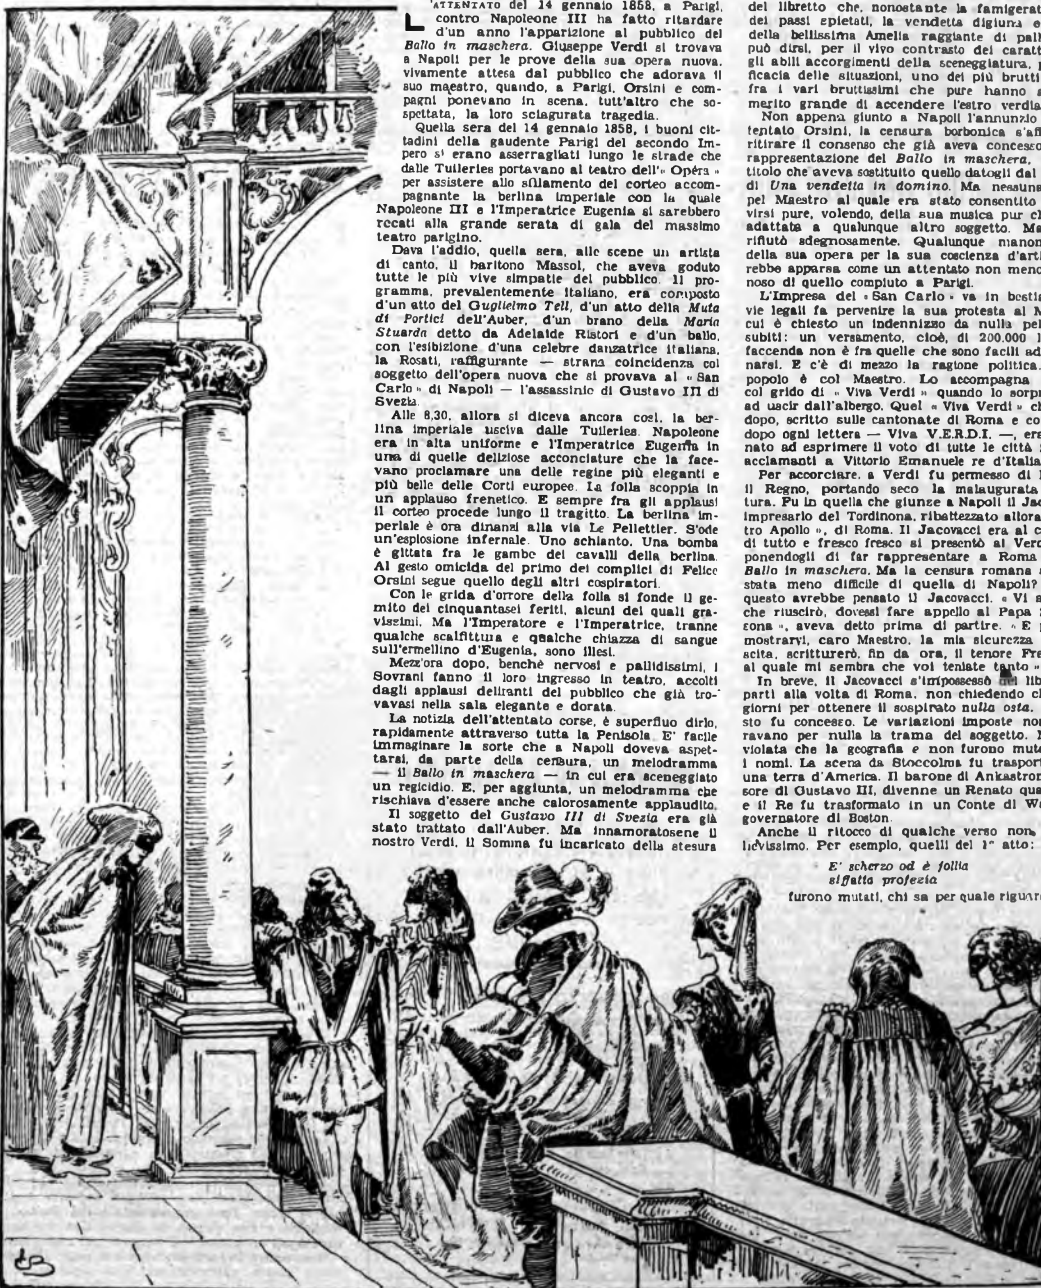 L'ATTENTATO del 14 gennaio 1858, a Parigi,
contro Napoleone III ha fatto ritardare
d'un anno l'apparizione al pubblico del
Ballo in maschera. Giuseppe Verdi si trovava
a Napoli per le prove della sua opera nuova,
vivamente attesa dal pubblico che adorava il
suo maestro, quando, a Parigi, Orsini e com-
pagni ponevano in scena, tutt'altro che so-
spettata, la loro sciagurata tragedia.
Quella sera del 14 gennaio 1858, i buoni cit-
tadini della gaudente Parigi del secondo Im-
pero s'erano asserragliati lungo le strade che
dalle Tuileries portavano al teatro dell'« Opéra »
per assistere allo sfilamento del corteo accom-
pagnante la berlina imperiale con la quale
Napoleone III e l'Imperatrice Eugenia si sarebbero
recati alla grande serata di gala del massimo
teatro parigino.
Dava l'addio, quella sera, alle scene un artista
di canto, il baritono Massol, che aveva goduto
tutte le più vive simpatie del pubblico. Il pro-
gramma, prevalentemente italiano, era composto
d'un atto del Guglielmo Tell, d'un atto della Muta
di Portici dell'Auber, d'un brano della Maria
Stuarda detto da Adelaide Ristori e d'un ballo,
con l'esibizione d'una celebre danzatrice italiana,
la Rosati, raffigurante — strana coincidenza col
soggetto dell'opera nuova che si provava al « San
Carlo » di Napoli — l'assassinio di Gustavo III di
Svezia.
Alle 8,30, allora si diceva ancora così, la ber-
lina imperiale usciva dalle Tuileries. Napoleone
era in alta uniforme e l'Imperatrice Eugenia in
una di quelle deliziose acconciature che la face-
vano proclamare una delle regine più eleganti e
più belle delle Corti europee. La folla scoppia in
un applauso frenetico. E sempre fra gli applausi
il corteo procede lungo il tragitto. La berlina im-
periale è ora dinanzi alla via Le Pellettier. S'ode
un'esplosione infernale. Uno schianto. Una bomba
è gittata fra le gambe dei cavalli della berlina.
Al gesto omicida del primo dei complici di Felice
Orsini segue quello degli altri cospiratori.
Con le grida d'orrore della folla si fonde il ge-
mito dei cinquantasei feriti, alcuni dei quali gra-
vissimi. Ma l'Imperatore e l'Imperatrice, tranne
qualche scalfittura e qualche chiazza di sangue
sull'ermellino d'Eugenia, sono illesi.
Mezz'ora dopo, benchè nervosi e pallidissimi, i
Sovrani fanno il loro ingresso in teatro, accolti
dagli applausi deliranti del pubblico che già tro-
vavasi nella sala elegante e dorata.
La notizia dell'attentato corse, è superfluo dirlo,
rapidamente attraverso tutta la Penisola. E' facile
immaginare la sorte che a Napoli doveva aspet-
tarsi, da parte della censura, un melodramma
— il Ballo in maschera — in cui era sceneggiato
un regicidio. E, per aggiunta, un melodramma che
rischiava d'essere anche calorosamente applaudito.
Il soggetto del Gustavo III di Svezia era già
stato trattato dall'Auber. Ma innamoratosene il
nostro Verdi, il Somma fu incaricato della stesura
del libretto che, nonostante la famigerat
dei passi spietati, la vendetta digiuna e
della bellissima Amelia raggiante di pall
può dirsi, per il vivo contrasto dei caratt
gli abili accorgimenti della sceneggiatura,
ficacia delle situazioni, uno dei più brutti
fra i vari bruttissimi che pure hanno
merito grande di accendere l'estro verdia
Non appena giunto a Napoli l'annunzio
tentato Orsini, la censura borbonica s'aff
ritirare il consenso che già aveva concesso
rappresentazione del Ballo in maschera,
titolo che aveva sostituito quello datogli dal
di Una vendetta in domino. Ma nessuna
pel Maestro al quale era stato consentito
virsi pure, volendo, della sua musica pur ch
adattata a qualunque altro soggetto. Ma
rifiutò sdegnosamente. Qualunque manom
della sua opera per la sua coscienza d'arti
rebbe apparsa come un attentato non meno
noso di quello compiuto a Parigi.
L'Impresa del « San Carlo » va in bestia
vie legali fa pervenire la sua protesta al M
cui è chiesto un indennizzo da nulla pel
subiti: un versamento, cioè, di 200.000 l
faccenda non è fra quelle che sono facili ad
narsi. E c'è di mezzo la ragione politica.
popolo è col Maestro. Lo accompagna
col grido di « Viva Verdi » quando lo sorpr
ad uscir dall'albergo. Quel « Viva Verdi » ch
dopo, scritto sulle cantonate di Roma e co
dopo ogni lettera — Viva V.E.R.D.I. —, era
nato ad esprimere il voto di tutte le città
acclamanti a Vittorio Emanuele re d'Italia
Per accorciare, a Verdi fu permesso di l
il Regno, portando seco la malaugurata
tura. Fu in quella che giunse a Napoli il Jac
impresario del Tordinona, ribattezzato allora
tro Apollo », di Roma. Il Jacovacci era al c
di tutto e fresco fresco si presentò al Verd
ponendogli di far rappresentare a Roma
Ballo in maschera. Ma la censura romana
stata meno difficile di quella di Napoli?
questo avrebbe pensato il Jacovacci. « Vi a
che riuscirò, dovessi fare appello al Papa
sona », aveva detto prima di partire. « E
mostrarvi, caro Maestro, la mia sicurezza
scita, scritturerò, fin da ora, il tenore Fre
al quale mi sembra che voi teniate tanto »
In breve, il Jacovacci s'impossessò del lib
partì alla volta di Roma, non chiedendo ch
giorni per ottenere il sospirato nulla osta.
sto fu concesso. Le variazioni imposte non
ravano per nulla la trama del soggetto.
violata che la geografia e non furono muta
i nomi. La scena da Stoccolma fu trasport
una terra d'America. Il barone di Ankastrom
sore di Gustavo III, divenne un Renato qua
e il Re fu trasformato in un Conte di W
governatore di Boston.
Anche il ritocco di qualche verso non
lievissimo. Per esempio, quelli del 1° atto:
E' scherzo od è follia
siffatta profezia
furono mutati, chi sa per quale riguar